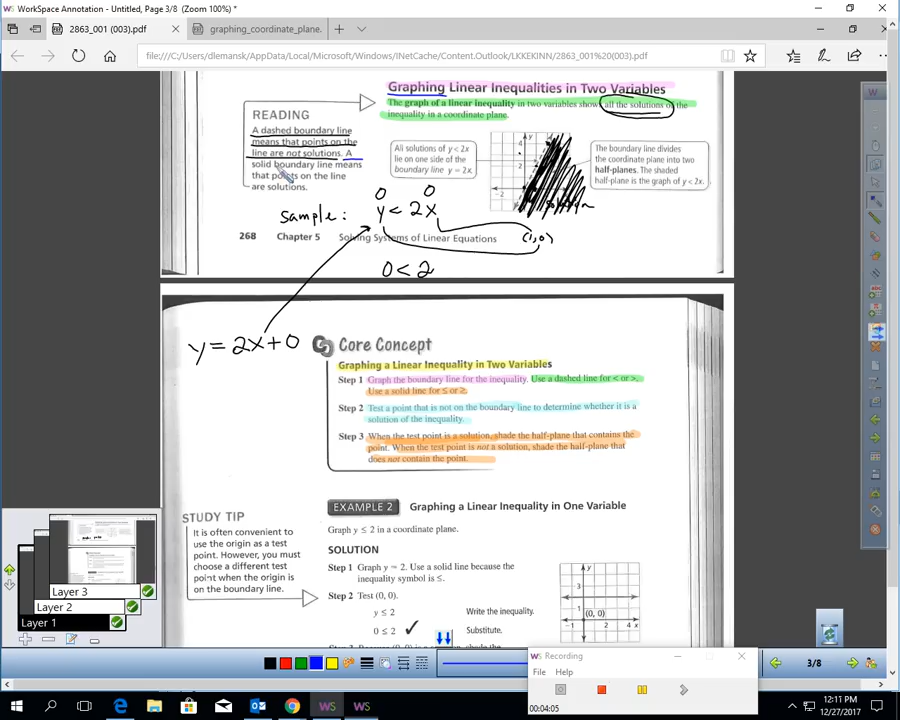 WorkSpace Annotation - Untitled, Page 3/8 (Zoom 100%) *
2863_001 (003).pdf
graphing_coordinate_plane.
file:///C:/Users/dlemansk/AppData/Local/Microsoft/Windows/INetCache/Content.Outlook/LKKEKINN/2863_001%20(003).pdf
Graphing Linear Inequalities in Two Variables
The graph of a linear inequality in two variables shows all the solutions of the
inequality in a coordinate plane.
READING
A dashed boundary line
means that points on the
line are not solutions. A
solid boundary line means
that points on the line
are solutions.
All solutions of y < 2x
lie on one side of the
boundary line y = 2x.
y
4
2
-2
The boundary line divides
the coordinate plane into two
half-planes. The shaded
half-plane is the graph of y < 2x.
0 0
Sample: y < 2x
(1,0)
0 < 2
268 Chapter 5 Solving Systems of Linear Equations
y = 2x + 0
Core Concept
Graphing a Linear Inequality in Two Variables
Step 1 Graph the boundary line for the inequality. Use a dashed line for < or >.
Use a solid line for ≤ or ≥.
Step 2 Test a point that is not on the boundary line to determine whether it is a
solution of the inequality.
Step 3 When the test point is a solution, shade the half-plane that contains the
point. When the test point is not a solution, shade the half-plane that
does not contain the point.
STUDY TIP
It is often convenient to
use the origin as a test
point. However, you must
choose a different test
point when the origin is
on the boundary line.
EXAMPLE 2 Graphing a Linear Inequality in One Variable
Graph y ≤ 2 in a coordinate plane.
SOLUTION
Step 1 Graph y = 2. Use a solid line because the
inequality symbol is ≤.
Step 2 Test (0, 0).
y ≤ 2 Write the inequality.
0 ≤ 2 ✓ Substitute.
y
3
1
(0, 0)
-1 2 4 x
Layer 3
Layer 2
Layer 1
3/8
Recording
File Help
00:04:05
12:11 PM
12/27/2017